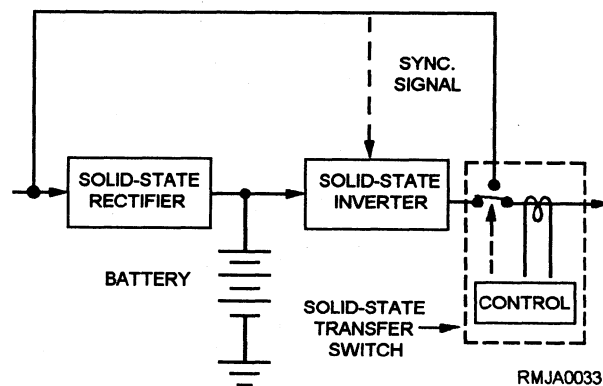 SYNC.
SIGNAL
SOLID-STATE
RECTIFIER
SOLID-STATE
INVERTER
BATTERY
SOLID-STATE
TRANSFER
SWITCH
CONTROL
RMJA0033